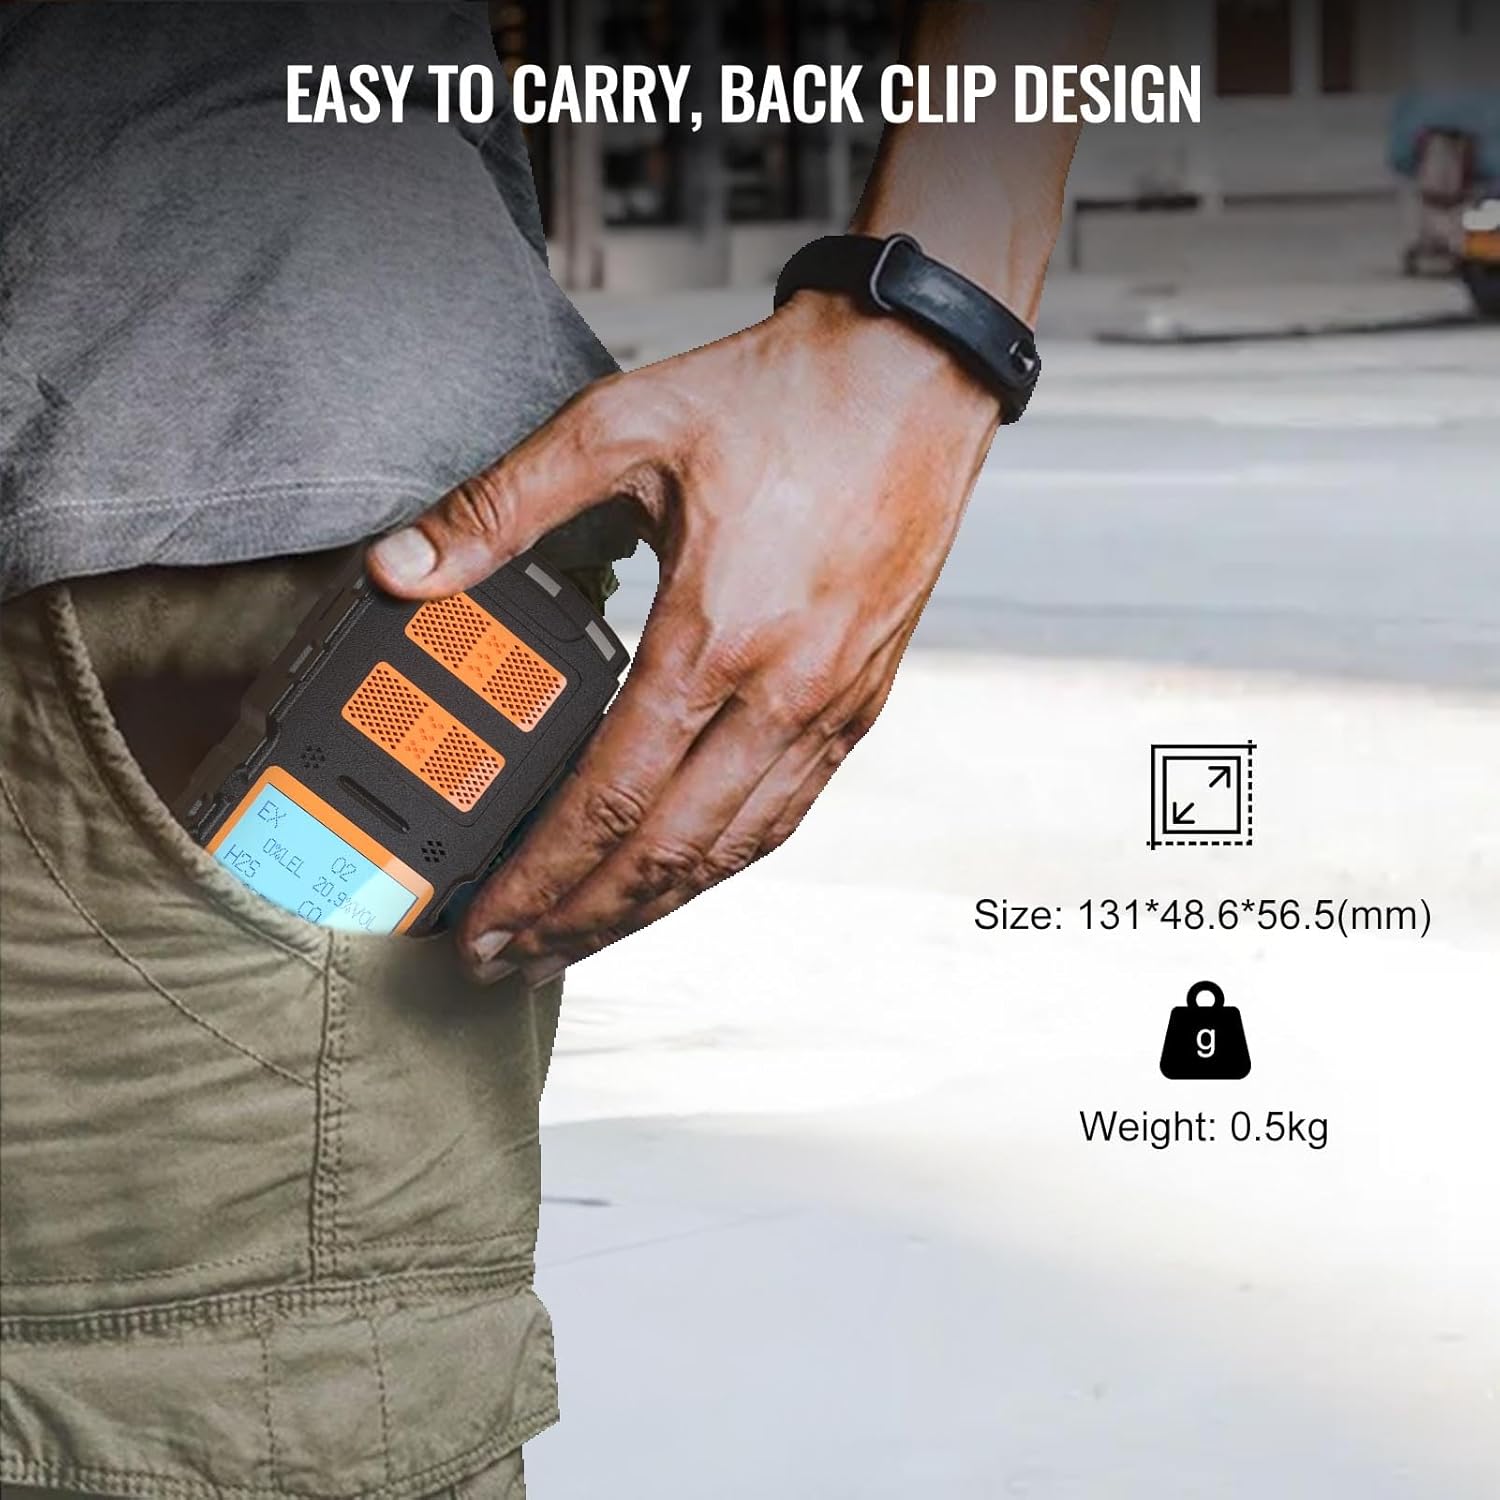 EASY TO CARRY, BACK CLIP DESIGN
EX
0%LEL
O2
20.9%VOL
H2S
CO
Size: 131*48.6*56.5(mm)
g
Weight: 0.5kg